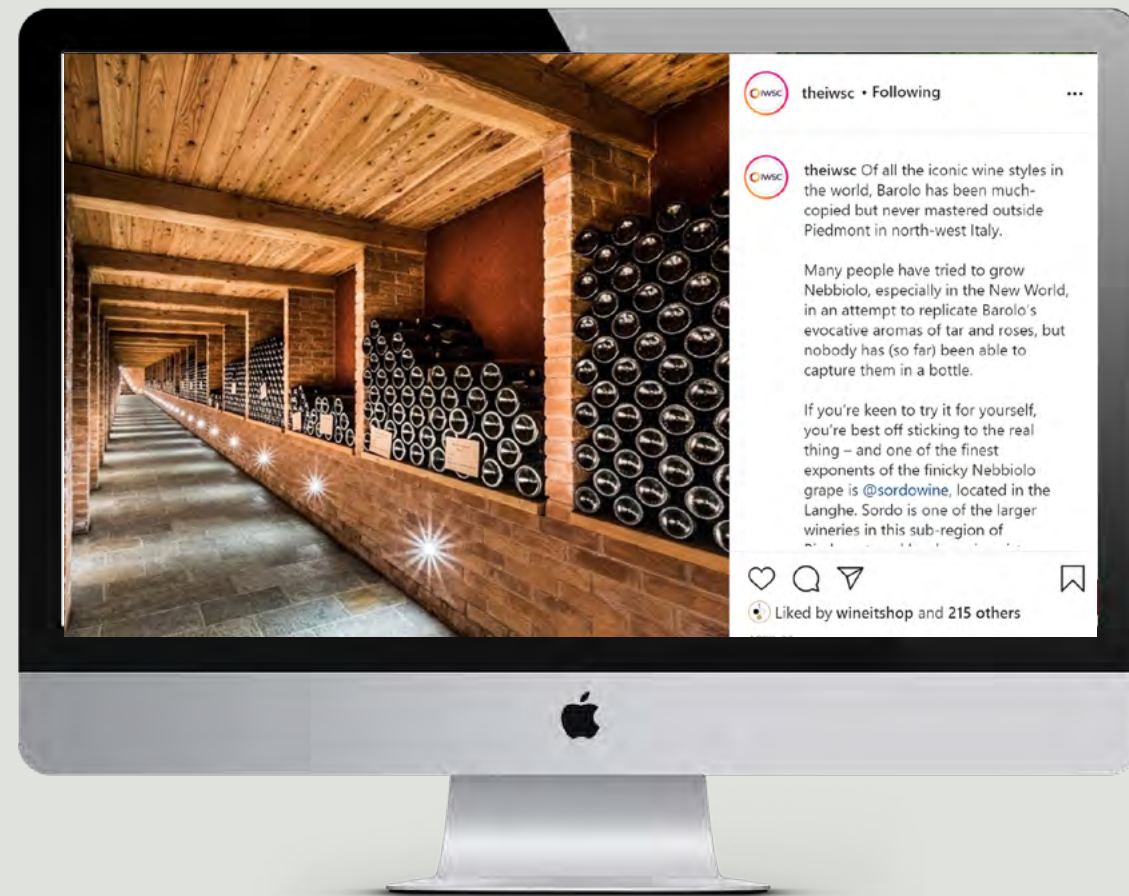 IWSC
theiwsc • Following
IWSC
theiwsc Of all the iconic wine styles in
the world, Barolo has been much-
copied but never mastered outside
Piedmont in north-west Italy.
Many people have tried to grow
Nebbiolo, especially in the New World,
in an attempt to replicate Barolo's
evocative aromas of tar and roses, but
nobody has (so far) been able to
capture them in a bottle.
If you're keen to try it for yourself,
you're best off sticking to the real
thing – and one of the finest
exponents of the finicky Nebbiolo
grape is @sordowine, located in the
Langhe. Sordo is one of the larger
wineries in this sub-region of
Liked by wineitshop and 215 others